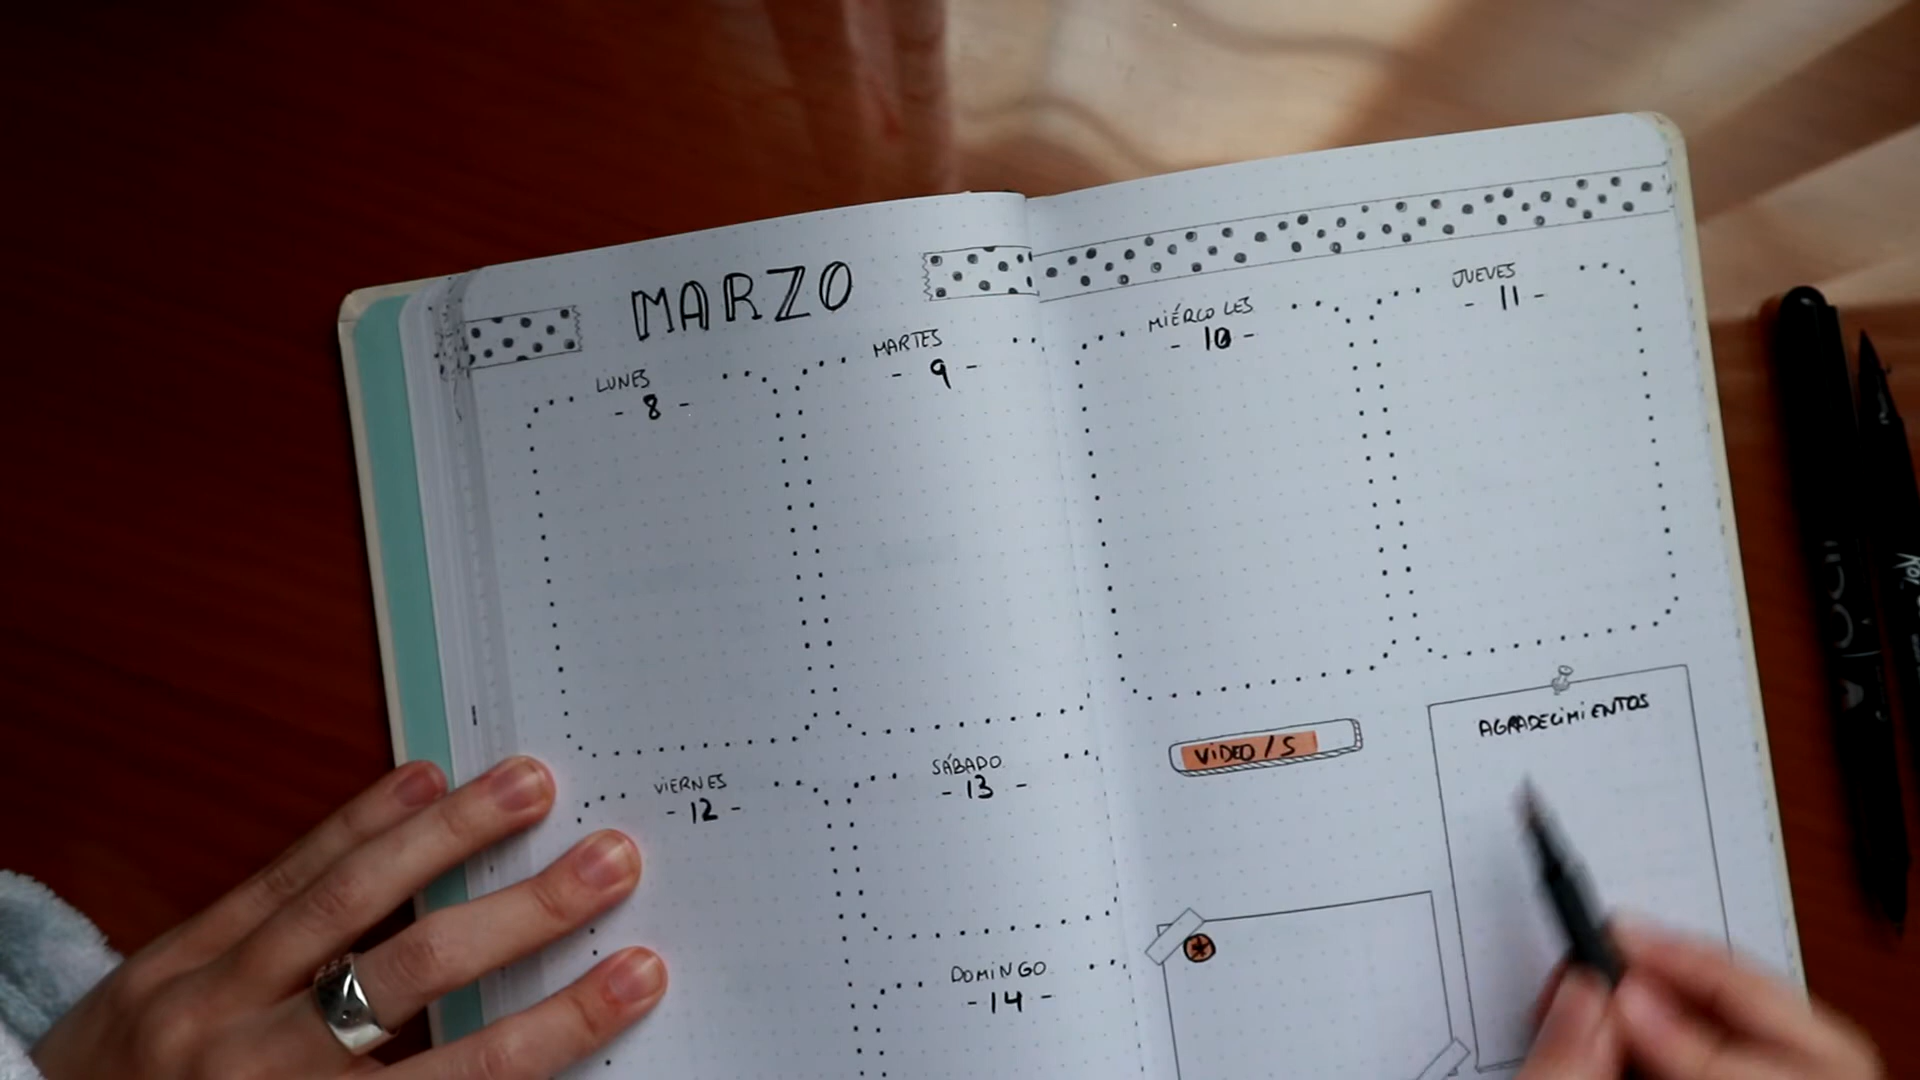 MARZO
LUNES
- 8 -
MARTES
- 9 -
MIÉRCOLES
- 10 -
JUEVES
- 11 -
VIERNES
- 12 -
SÁBADO
- 13 -
DOMINGO
- 14 -
VIDEO/S
AGRADECIMIENTOS